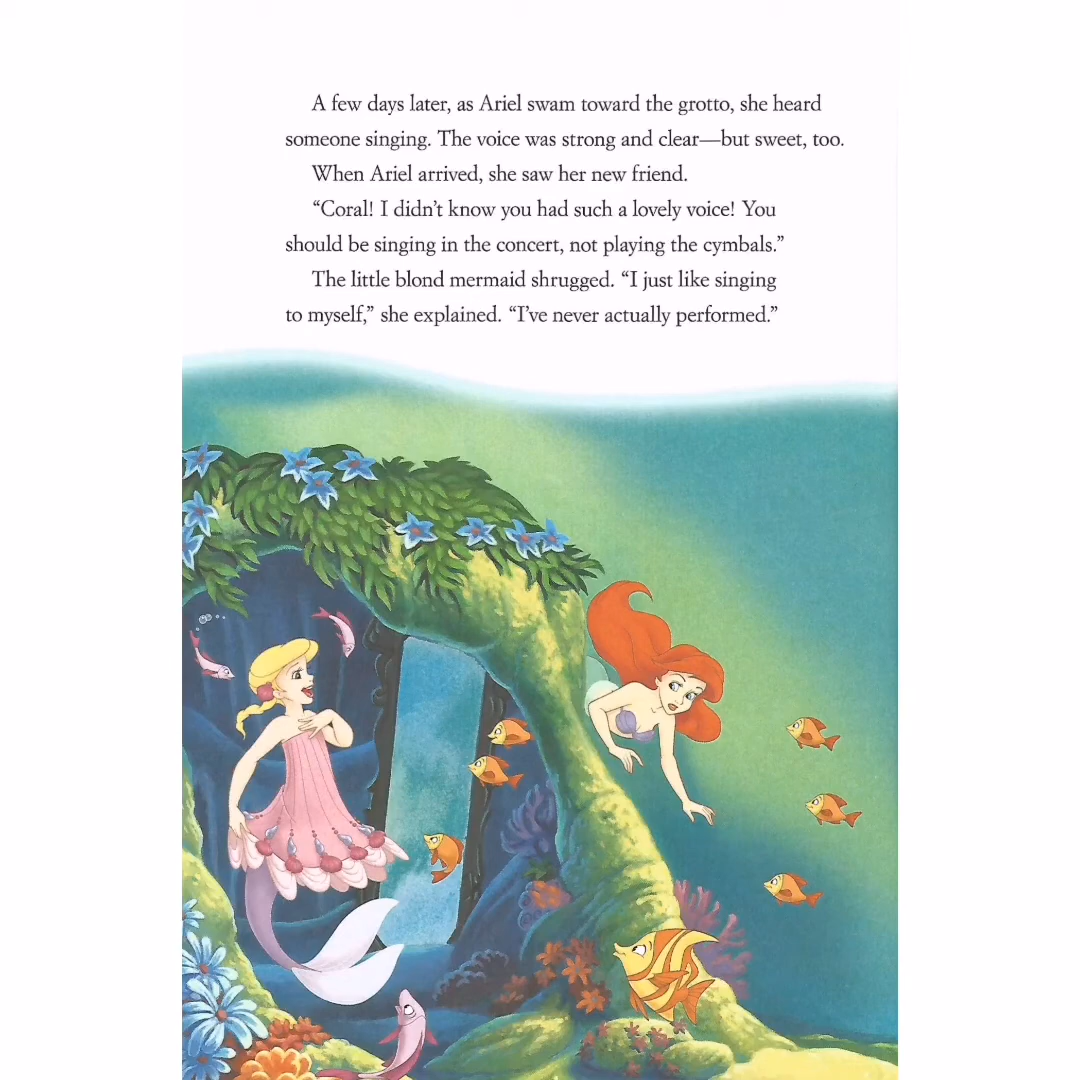 A few days later, as Ariel swam toward the grotto, she heard
someone singing. The voice was strong and clear—but sweet, too.
When Ariel arrived, she saw her new friend.
“Coral! I didn’t know you had such a lovely voice! You
should be singing in the concert, not playing the cymbals.”
The little blond mermaid shrugged. “I just like singing
to myself,” she explained. “I’ve never actually performed.”